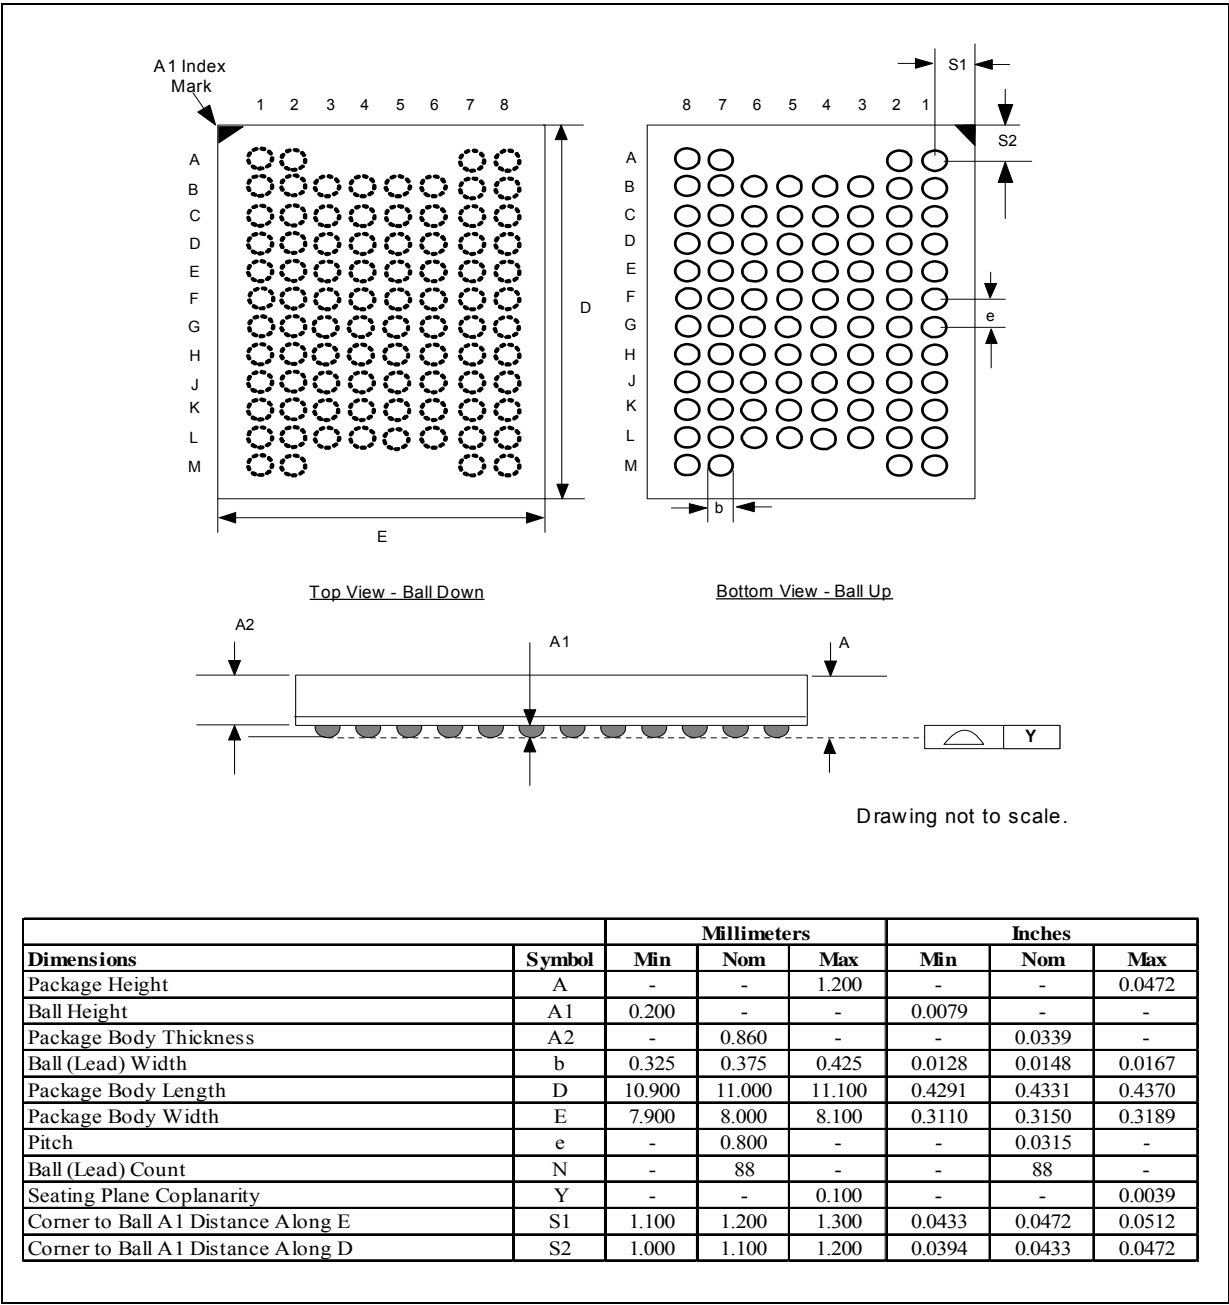 A1 Index
Mark
S1
1 2 3 4 5 6 7 8
8 7 6 5 4 3 2 1
S2
A
B
C
D
E
F
G
H
J
K
L
M
D
E
A
B
C
D
E
F
G
H
J
K
L
M
e
b
Top View - Ball Down
Bottom View - Ball Up
A2
A1
A
Y
Drawing not to scale.
Millimeters Inches
Dimensions Symbol Min Nom Max Min Nom Max
Package Height A - - 1.200 - - 0.0472
Ball Height A1 0.200 - - 0.0079 - -
Package Body Thickness A2 - 0.860 - - 0.0339 -
Ball (Lead) Width b 0.325 0.375 0.425 0.0128 0.0148 0.0167
Package Body Length D 10.900 11.000 11.100 0.4291 0.4331 0.4370
Package Body Width E 7.900 8.000 8.100 0.3110 0.3150 0.3189
Pitch e - 0.800 - - 0.0315 -
Ball (Lead) Count N - 88 - - 88 -
Seating Plane Coplanarity Y - - 0.100 - - 0.0039
Corner to Ball A1 Distance Along E S1 1.100 1.200 1.300 0.0433 0.0472 0.0512
Corner to Ball A1 Distance Along D S2 1.000 1.100 1.200 0.0394 0.0433 0.0472